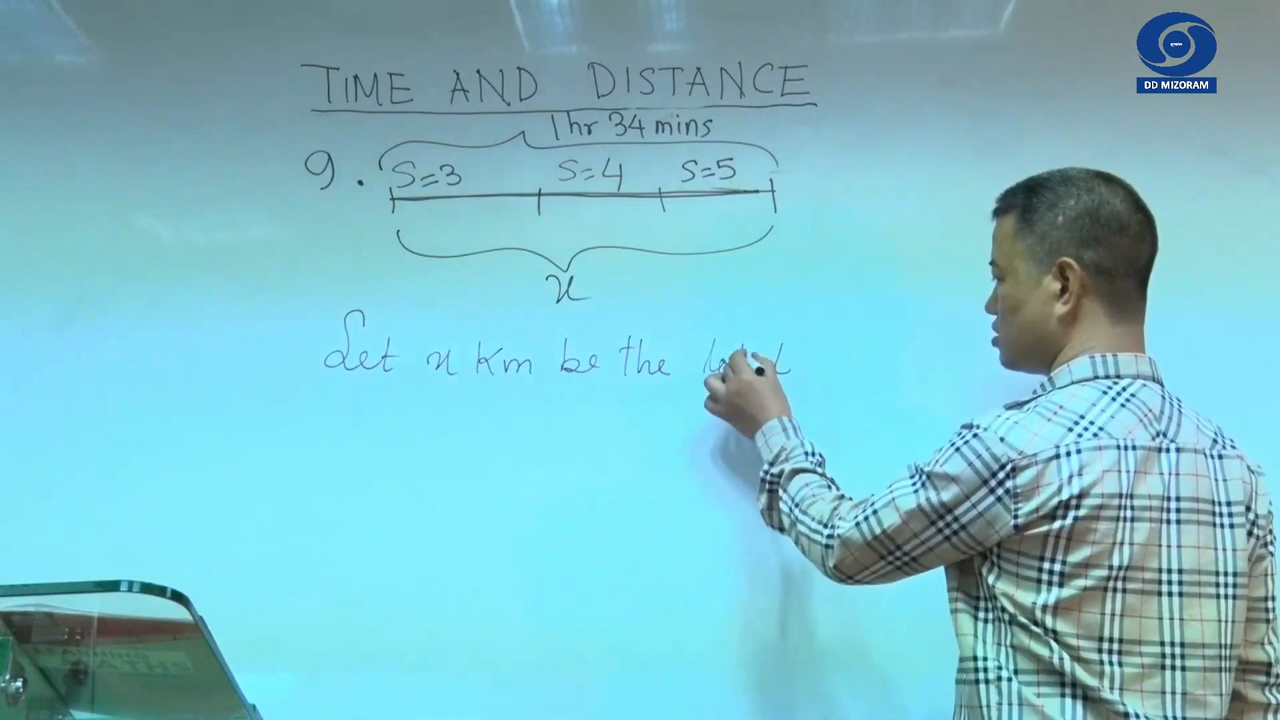 TIME AND DISTANCE
1hr 34 mins
9. S=3 S=4 S=5
x
Let x Km be the
DD MIZORAM